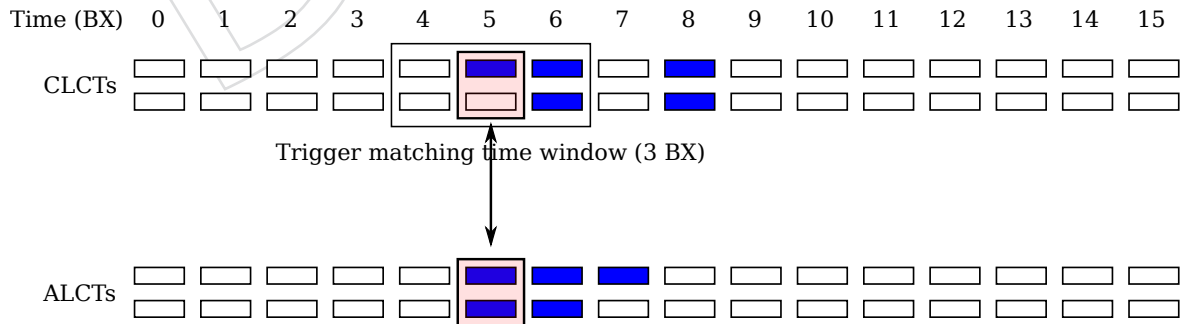 Time (BX) 0 1 2 3 4 5 6 7 8 9 10 11 12 13 14 15
CLCTs
Trigger matching time window (3 BX)
ALCTs